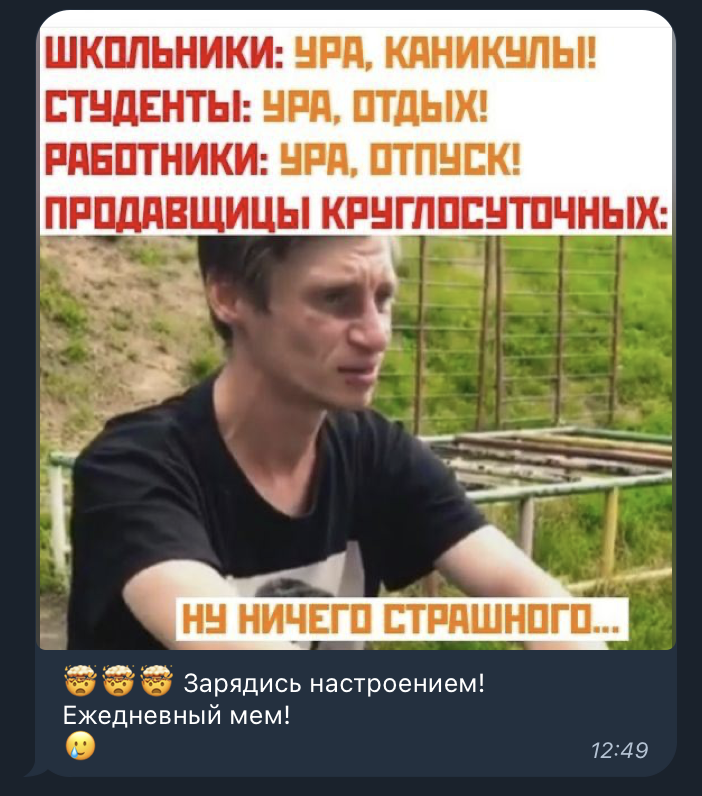 ШКОЛЬНИКИ: УРА, КАНИКУЛЫ!
СТУДЕНТЫ: УРА, ОТДЫХ!
РАБОТНИКИ: УРА, ОТПУСК!
ПРОДАВЩИЦЫ КРУГЛОСУТОЧНЫХ:
НУ НИЧЕГО СТРАШНОГО...
🤯🤯🤯 Зарядись настроением!
Ежедневный мем!
🥲
12:49